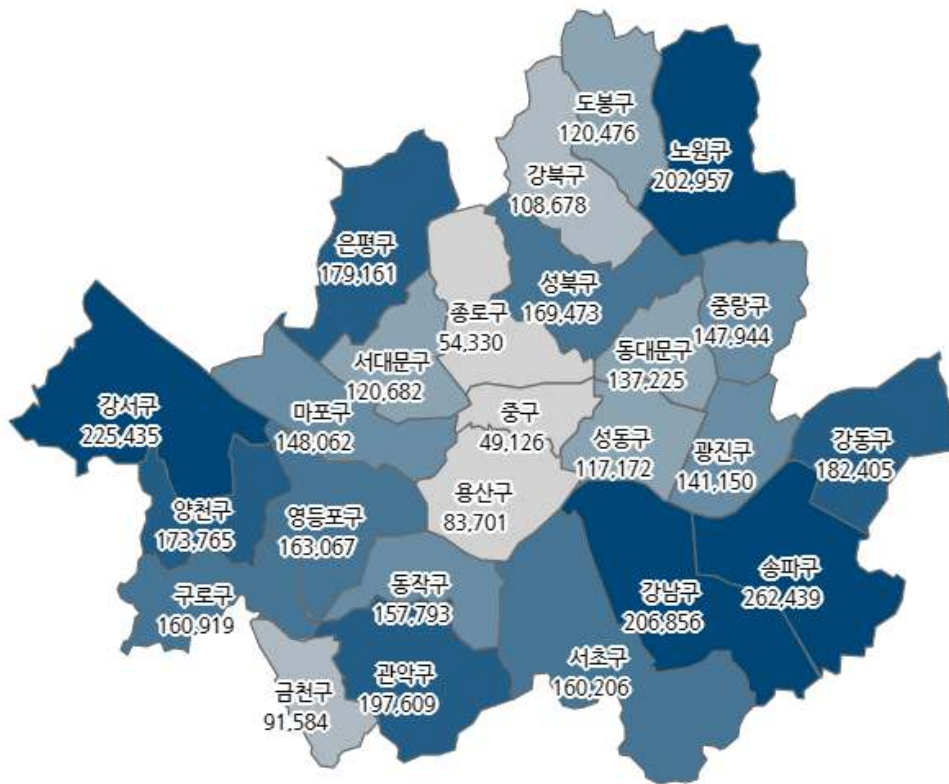 도봉구
120,476
노원구
202,957
강북구
108,678
은평구
179,161
성북구
169,473
종로구
54,330
중랑구
147,944
서대문구
120,682
동대문구
137,225
강서구
225,435
마포구
148,062
중구
49,126
성동구
117,172
광진구
141,150
강동구
182,405
양천구
173,765
영등포구
163,067
용산구
83,701
구로구
160,919
동작구
157,793
강남구
206,856
송파구
262,439
서초구
160,206
금천구
91,584
관악구
197,609